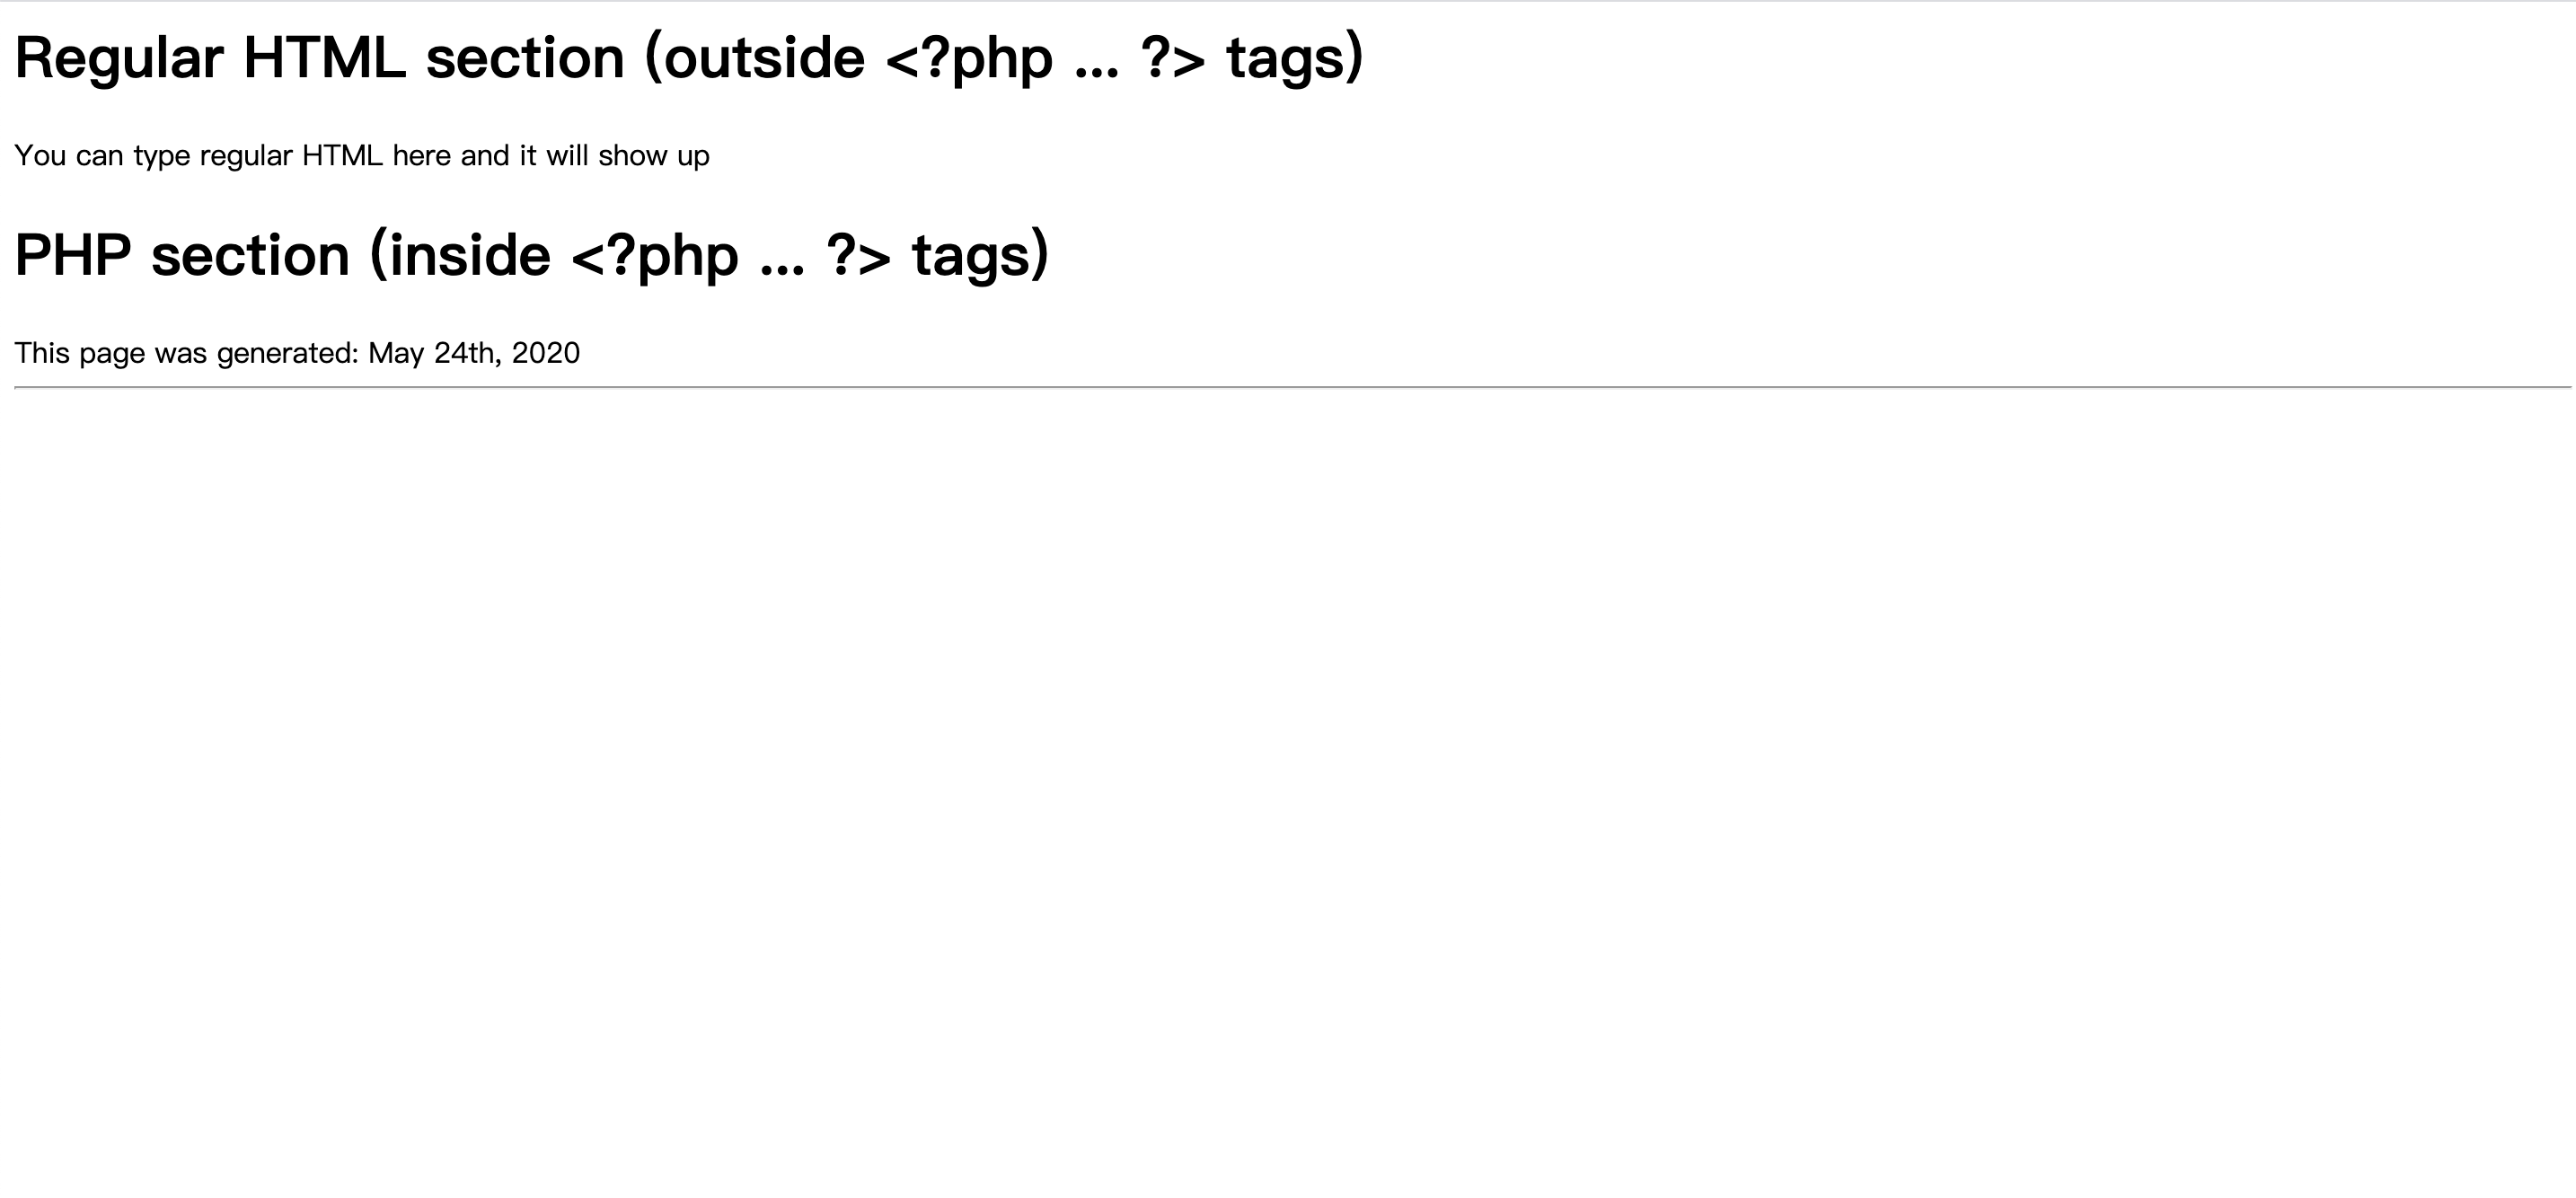 Regular HTML section (outside <?php ... ?> tags)
You can type regular HTML here and it will show up
PHP section (inside <?php ... ?> tags)
This page was generated: May 24th, 2020